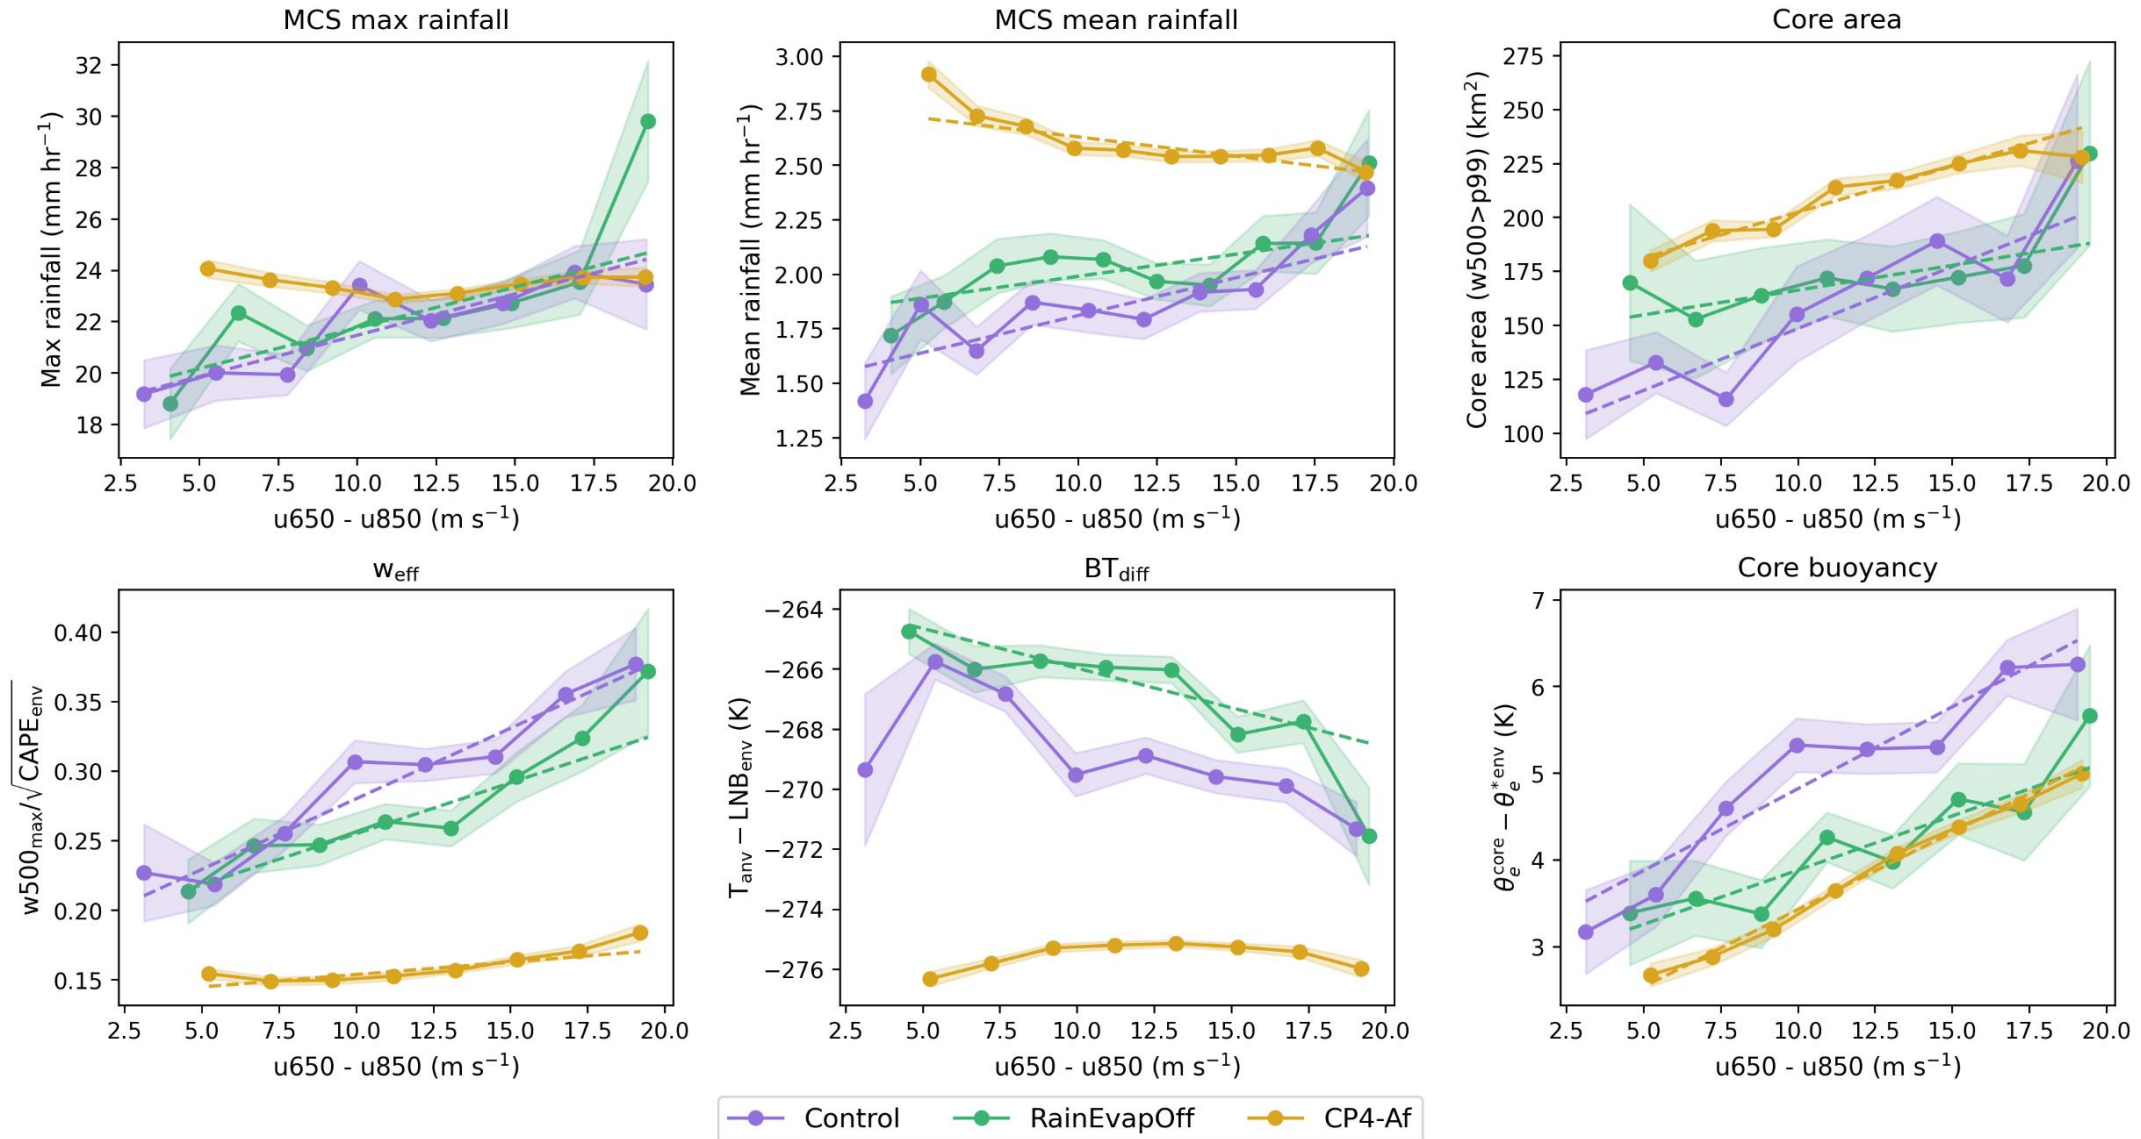 MCS max rainfall
Max rainfall (mm hr⁻¹)
32
30
28
26
24
22
20
18
2.5 5.0 7.5 10.0 12.5 15.0 17.5 20.0
u650 - u850 (m s⁻¹)
MCS mean rainfall
Mean rainfall (mm hr⁻¹)
3.00
2.75
2.50
2.25
2.00
1.75
1.50
1.25
2.5 5.0 7.5 10.0 12.5 15.0 17.5 20.0
u650 - u850 (m s⁻¹)
Core area
Core area (w500>p99) (km²)
275
250
225
200
175
150
125
100
2.5 5.0 7.5 10.0 12.5 15.0 17.5 20.0
u650 - u850 (m s⁻¹)
w_eff
w500_max/√CAPE_env
0.40
0.35
0.30
0.25
0.20
0.15
2.5 5.0 7.5 10.0 12.5 15.0 17.5 20.0
u650 - u850 (m s⁻¹)
BT_diff
T_anv − LNB_env (K)
−264
−266
−268
−270
−272
−274
−276
2.5 5.0 7.5 10.0 12.5 15.0 17.5 20.0
u650 - u850 (m s⁻¹)
Core buoyancy
θ_e^core − θ_e^*env (K)
7
6
5
4
3
2.5 5.0 7.5 10.0 12.5 15.0 17.5 20.0
u650 - u850 (m s⁻¹)
Control RainEvapOff CP4-Af